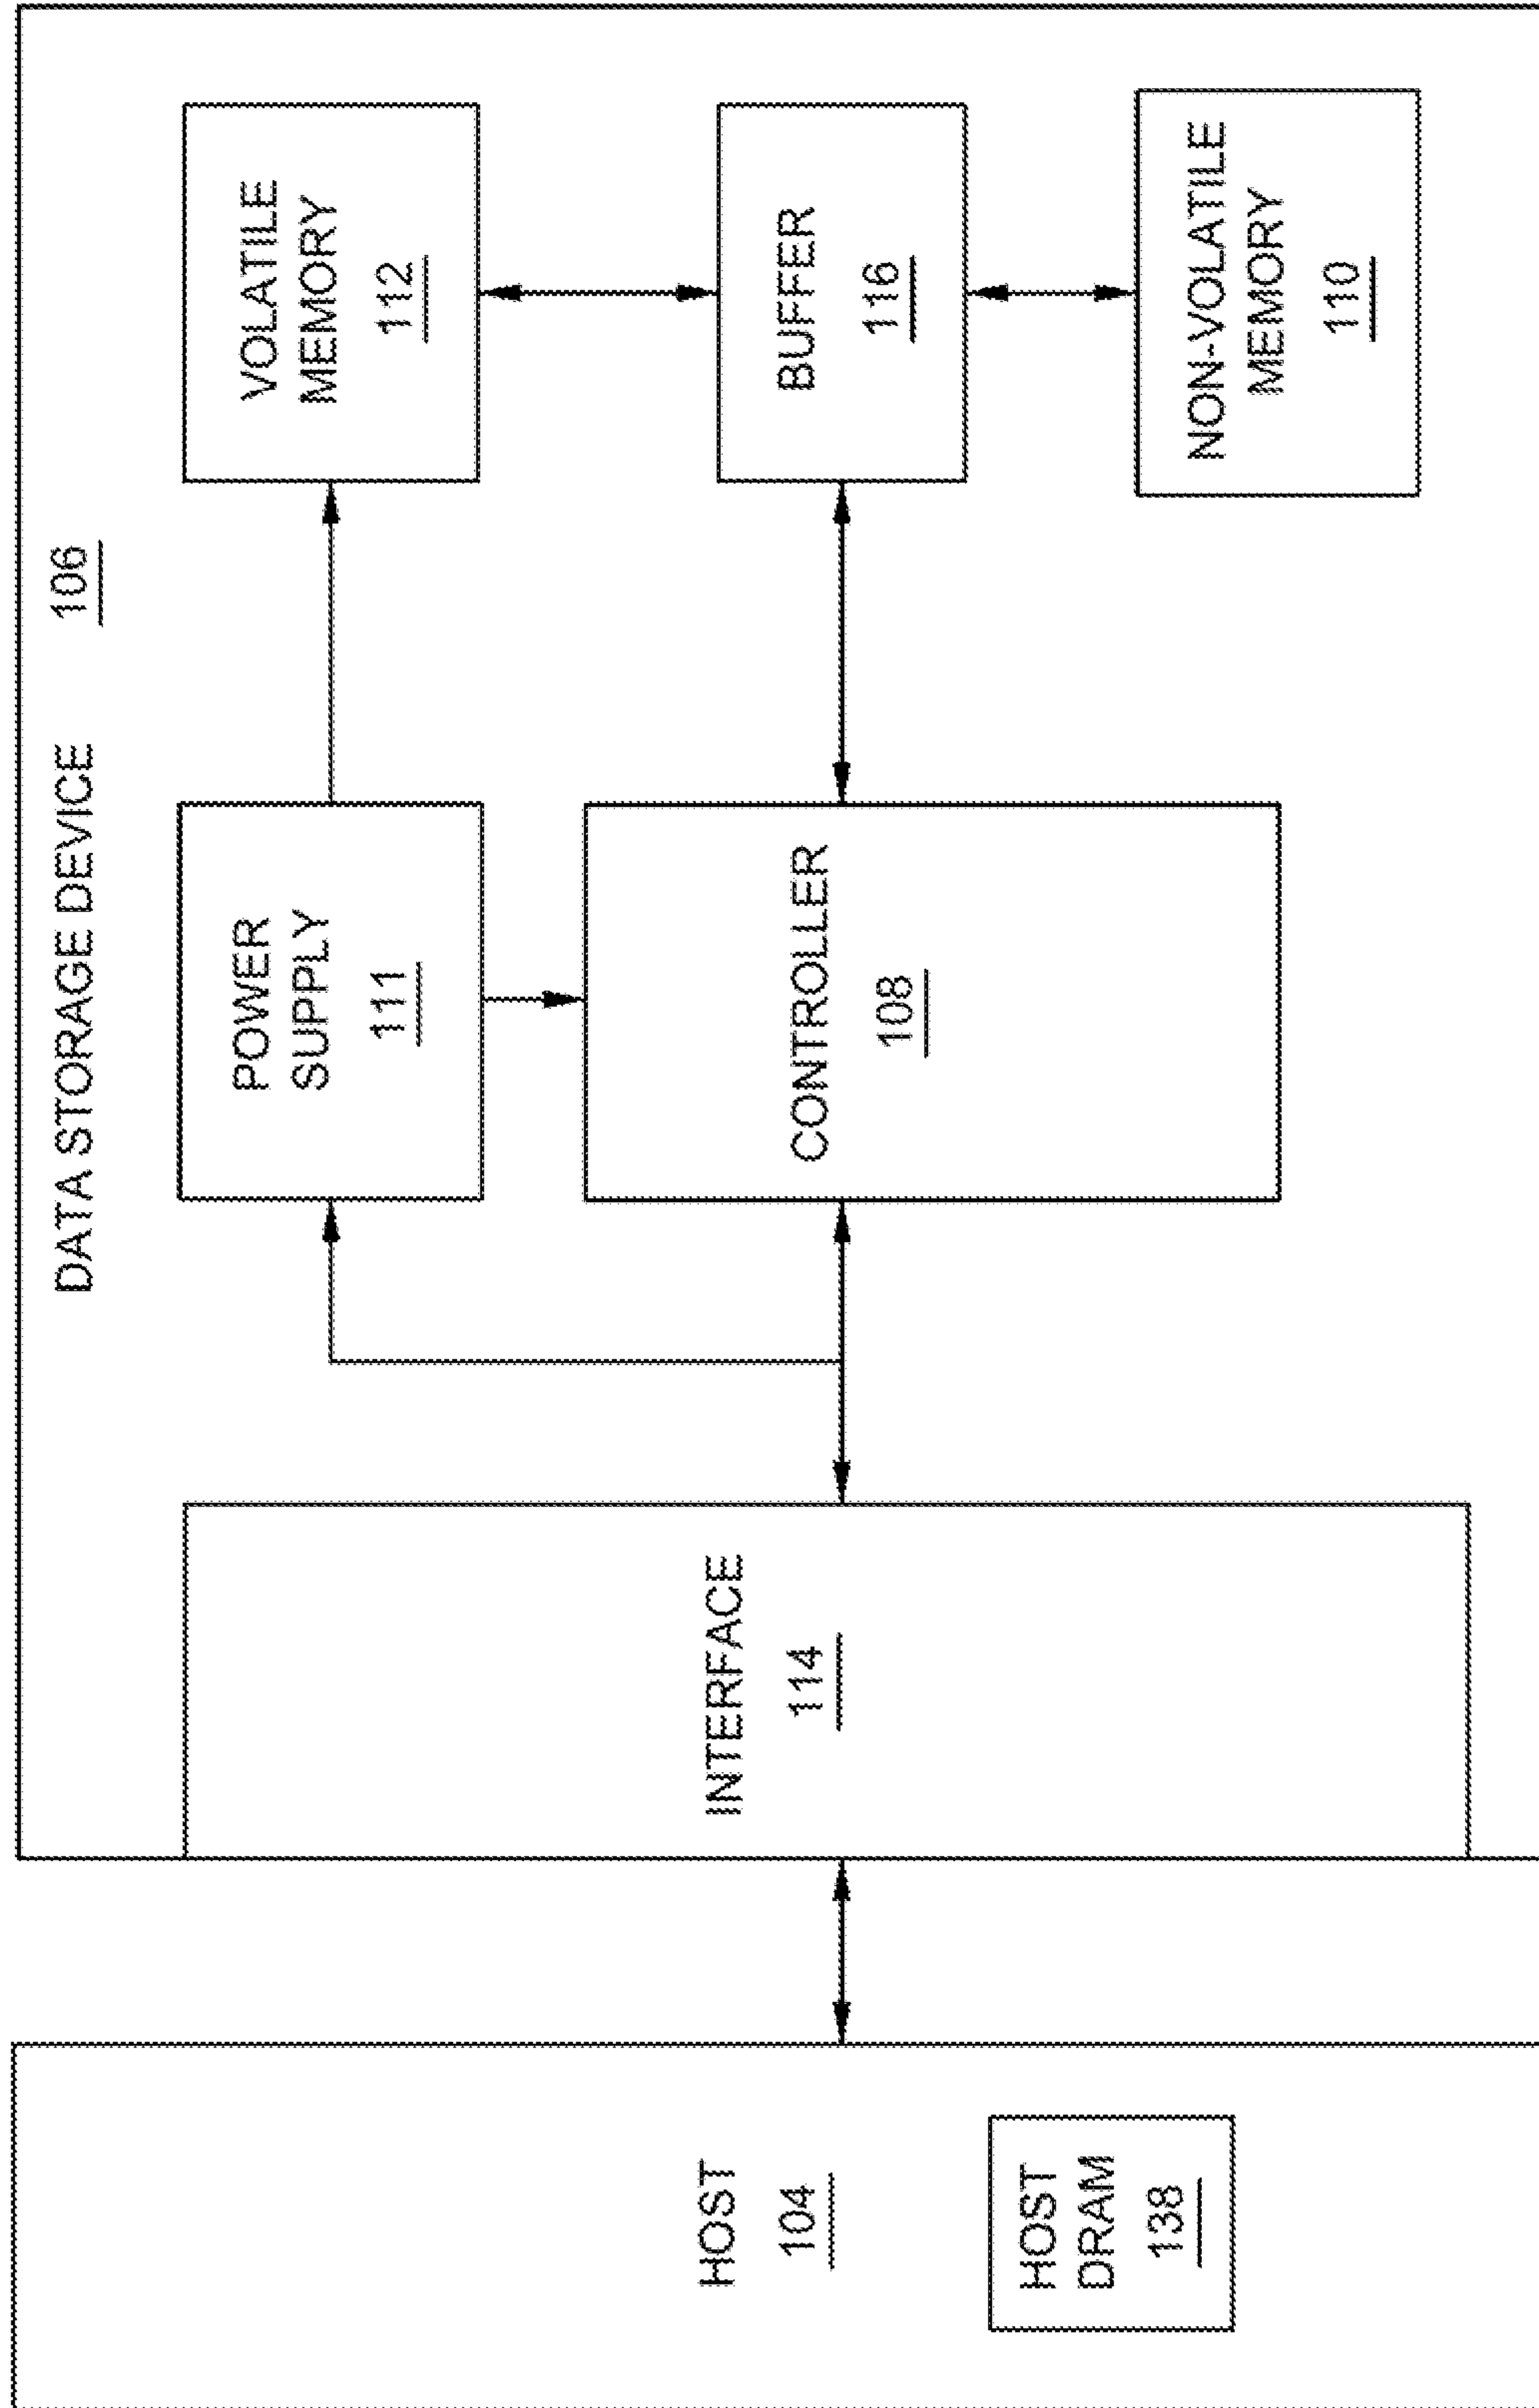 DATA STORAGE DEVICE 106
HOST
104
HOST
DRAM
138
INTERFACE
114
POWER
SUPPLY
111
CONTROLLER
108
VOLATILE
MEMORY
112
BUFFER
116
NON-VOLATILE
MEMORY
110